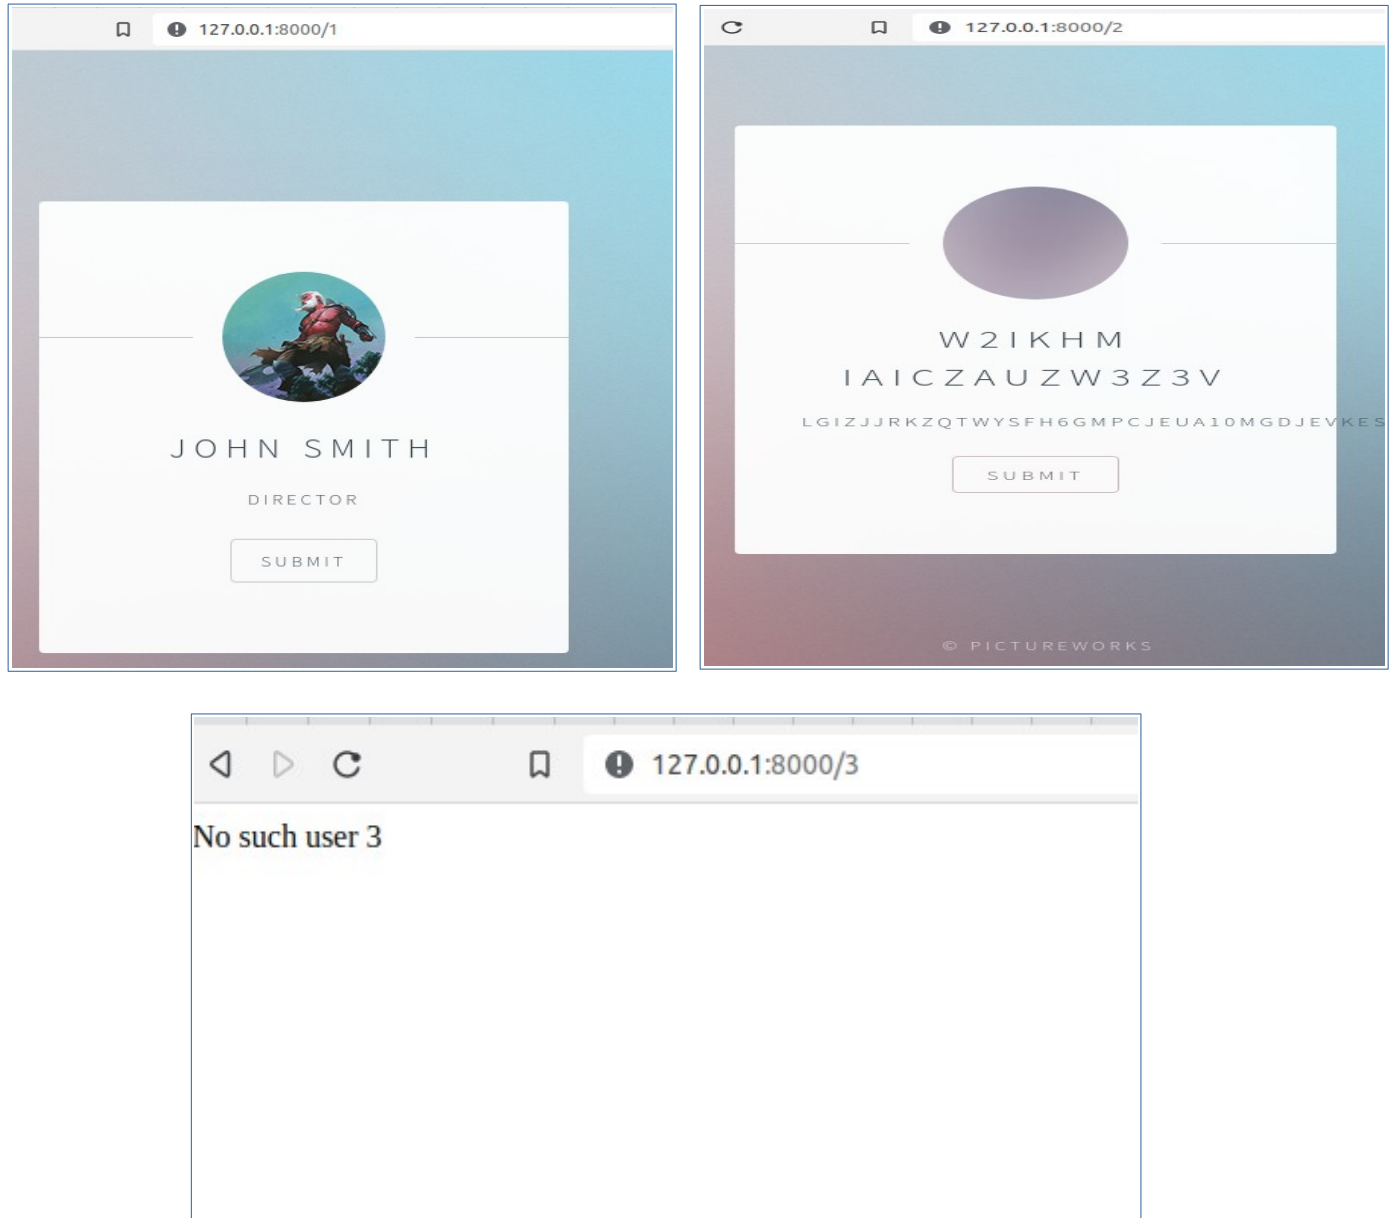 127.0.0.1:8000/1
JOHN SMITH
DIRECTOR
SUBMIT
127.0.0.1:8000/2
W2IKHM
IAICZAUZW3Z3V
LGIZJJRKZQTWYSFH6GMPCJEUA10MGDJEVKES
SUBMIT
© PICTUREWORKS
127.0.0.1:8000/3
No such user 3